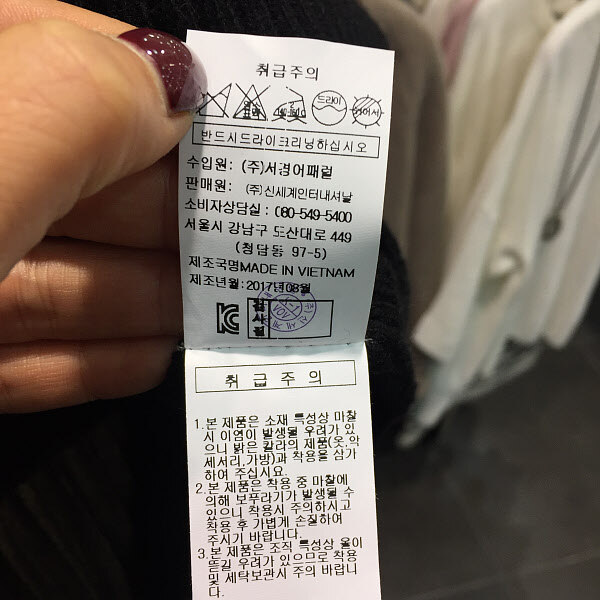 취급주의
드라이
반드시드라이크리닝하십시오
수입원: (주)서경어패럴
판매원: (주)신세계인터내셔날
소비자상담실: 080-549-5400
서울시 강남구 도산대로 449
(청담동 97-5)
제조국명MADE IN VIETNAM
제조년월:2017년08월
검사필
취급주의
1.본 제품은 소재 특성상 마찰
시 이염이 발생될 우려가 있
으니 밝은 칼라의 제품(옷,악
세서리,가방)과 착용을 삼가
하여 주십시요.
2.본 제품은 착용 중 마찰에
의해 보푸라기가 발생될 수
있으니 착용시 주의하시고
착용 후 가볍게 손질하여
주시기 바랍니다.
3.본 제품은 조직 특성상 올이
뜯길 우려가 있으므로 착용
및 세탁보관시 주의 바랍니
다.